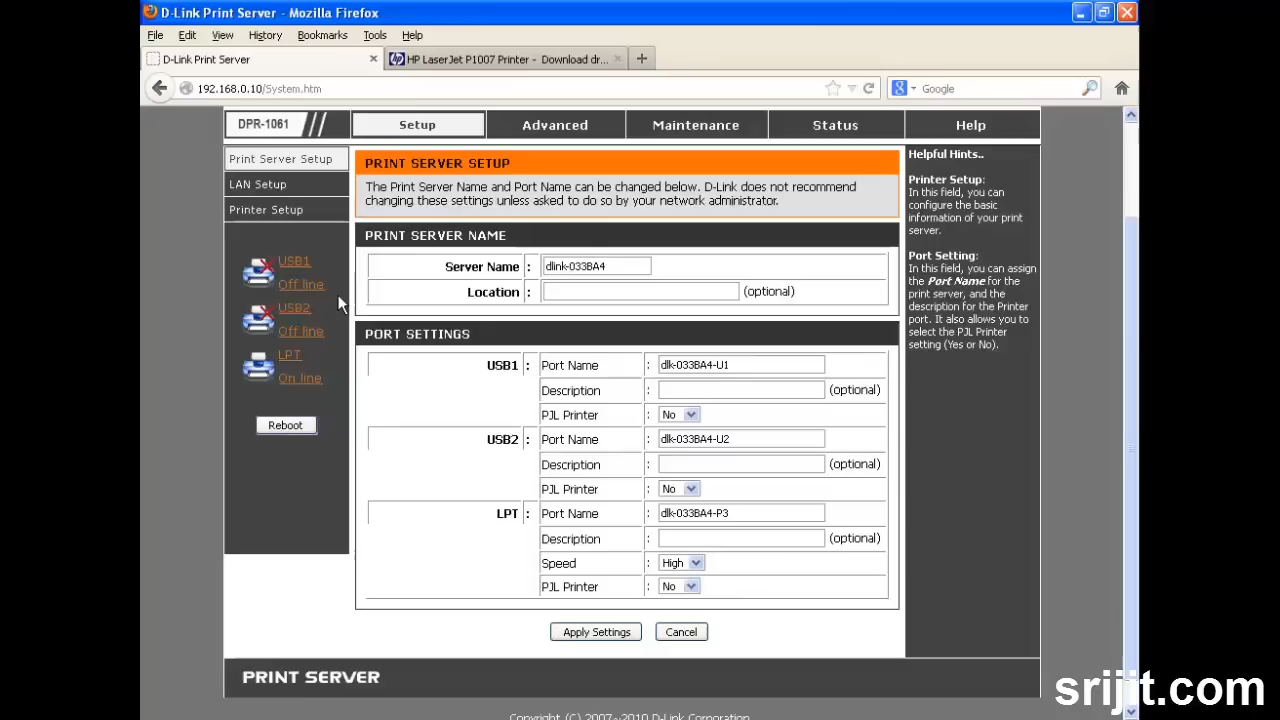 D-Link Print Server - Mozilla Firefox
File Edit View History Bookmarks Tools Help
D-Link Print Server
HP LaserJet P1007 Printer - Download dr...
192.168.0.10/System.htm
Google
DPR-1061
Setup
Advanced
Maintenance
Status
Help
Print Server Setup
LAN Setup
Printer Setup
USB1
Off line
USB2
Off line
LPT
On line
Reboot
PRINT SERVER SETUP
The Print Server Name and Port Name can be changed below. D-Link does not recommend
changing these settings unless asked to do so by your network administrator.
PRINT SERVER NAME
Server Name : dlink-033BA4
Location : (optional)
PORT SETTINGS
USB1 : Port Name : dlk-033BA4-U1
Description : (optional)
PJL Printer : No
USB2 : Port Name : dlk-033BA4-U2
Description : (optional)
PJL Printer : No
LPT : Port Name : dlk-033BA4-P3
Description : (optional)
Speed : High
PJL Printer : No
Apply Settings Cancel
Helpful Hints..
Printer Setup:
In this field, you can
configure the basic
information of your print
server.
Port Setting:
In this field, you can assign
the Port Name for the
print server, and the
description for the Printer
port. It also allows you to
select the PJL Printer
setting (Yes or No).
PRINT SERVER
Copyright (C) 2007~2010 D-Link Corporation
srijit.com